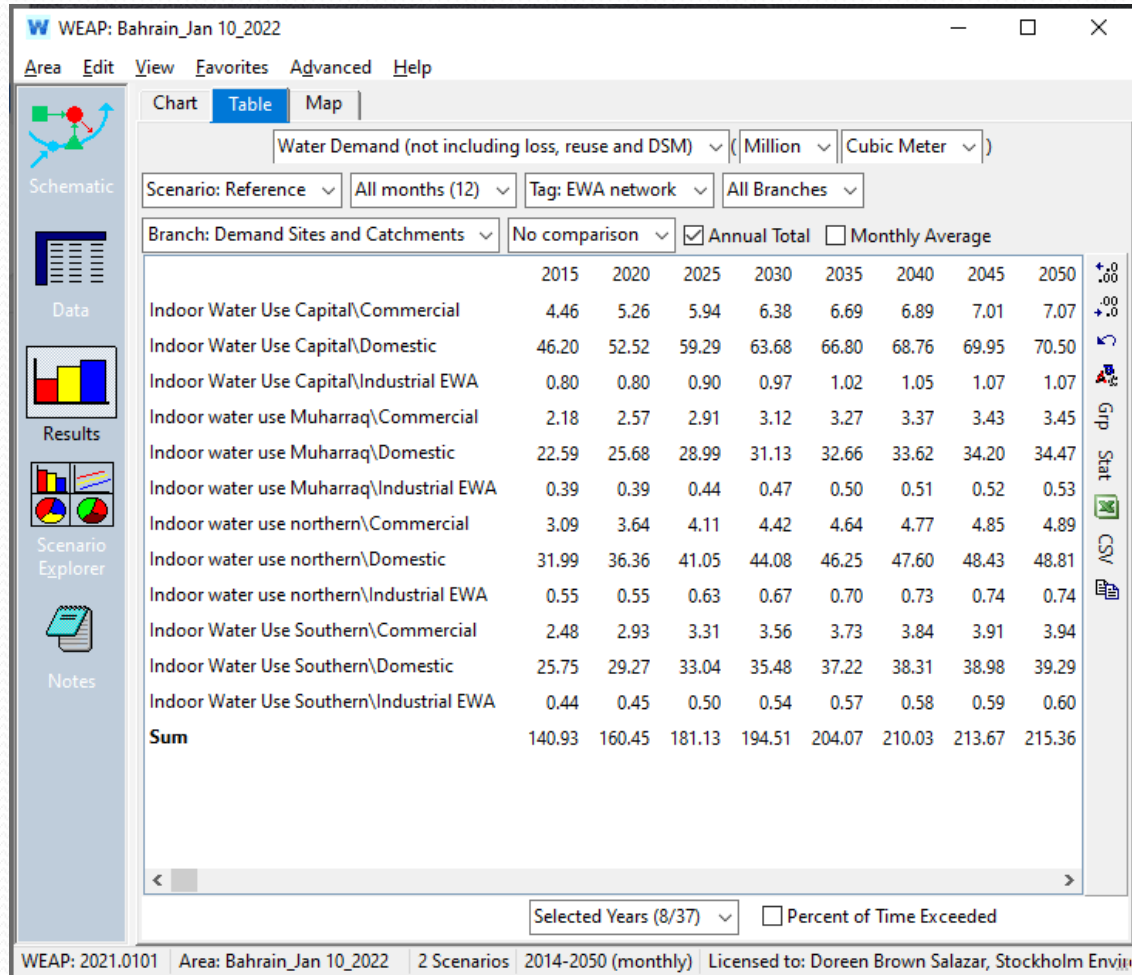 W WEAP: Bahrain_Jan 10_2022
Area Edit View Favorites Advanced Help
Chart Table Map
Water Demand (not including loss, reuse and DSM) ( Million Cubic Meter )
Schematic
Scenario: Reference All months (12) Tag: EWA network All Branches
Branch: Demand Sites and Catchments No comparison Annual Total Monthly Average
2015 2020 2025 2030 2035 2040 2045 2050
Data
Indoor Water Use Capital\Commercial 4.46 5.26 5.94 6.38 6.69 6.89 7.01 7.07
Indoor Water Use Capital\Domestic 46.20 52.52 59.29 63.68 66.80 68.76 69.95 70.50
Indoor Water Use Capital\Industrial EWA 0.80 0.80 0.90 0.97 1.02 1.05 1.07 1.07
Indoor water use Muharraq\Commercial 2.18 2.57 2.91 3.12 3.27 3.37 3.43 3.45
Results
Indoor water use Muharraq\Domestic 22.59 25.68 28.99 31.13 32.66 33.62 34.20 34.47
Indoor water use Muharraq\Industrial EWA 0.39 0.39 0.44 0.47 0.50 0.51 0.52 0.53
Indoor water use northern\Commercial 3.09 3.64 4.11 4.42 4.64 4.77 4.85 4.89
Scenario
Explorer
Indoor water use northern\Domestic 31.99 36.36 41.05 44.08 46.25 47.60 48.43 48.81
Indoor water use northern\Industrial EWA 0.55 0.55 0.63 0.67 0.70 0.73 0.74 0.74
Indoor Water Use Southern\Commercial 2.48 2.93 3.31 3.56 3.73 3.84 3.91 3.94
Indoor Water Use Southern\Domestic 25.75 29.27 33.04 35.48 37.22 38.31 38.98 39.29
Notes
Indoor Water Use Southern\Industrial EWA 0.44 0.45 0.50 0.54 0.57 0.58 0.59 0.60
Sum 140.93 160.45 181.13 194.51 204.07 210.03 213.67 215.36
.0
.00
.00
.0
Grp
Stat
CSV
Selected Years (8/37) Percent of Time Exceeded
WEAP: 2021.0101 Area: Bahrain_Jan 10_2022 2 Scenarios 2014-2050 (monthly) Licensed to: Doreen Brown Salazar, Stockholm Envir